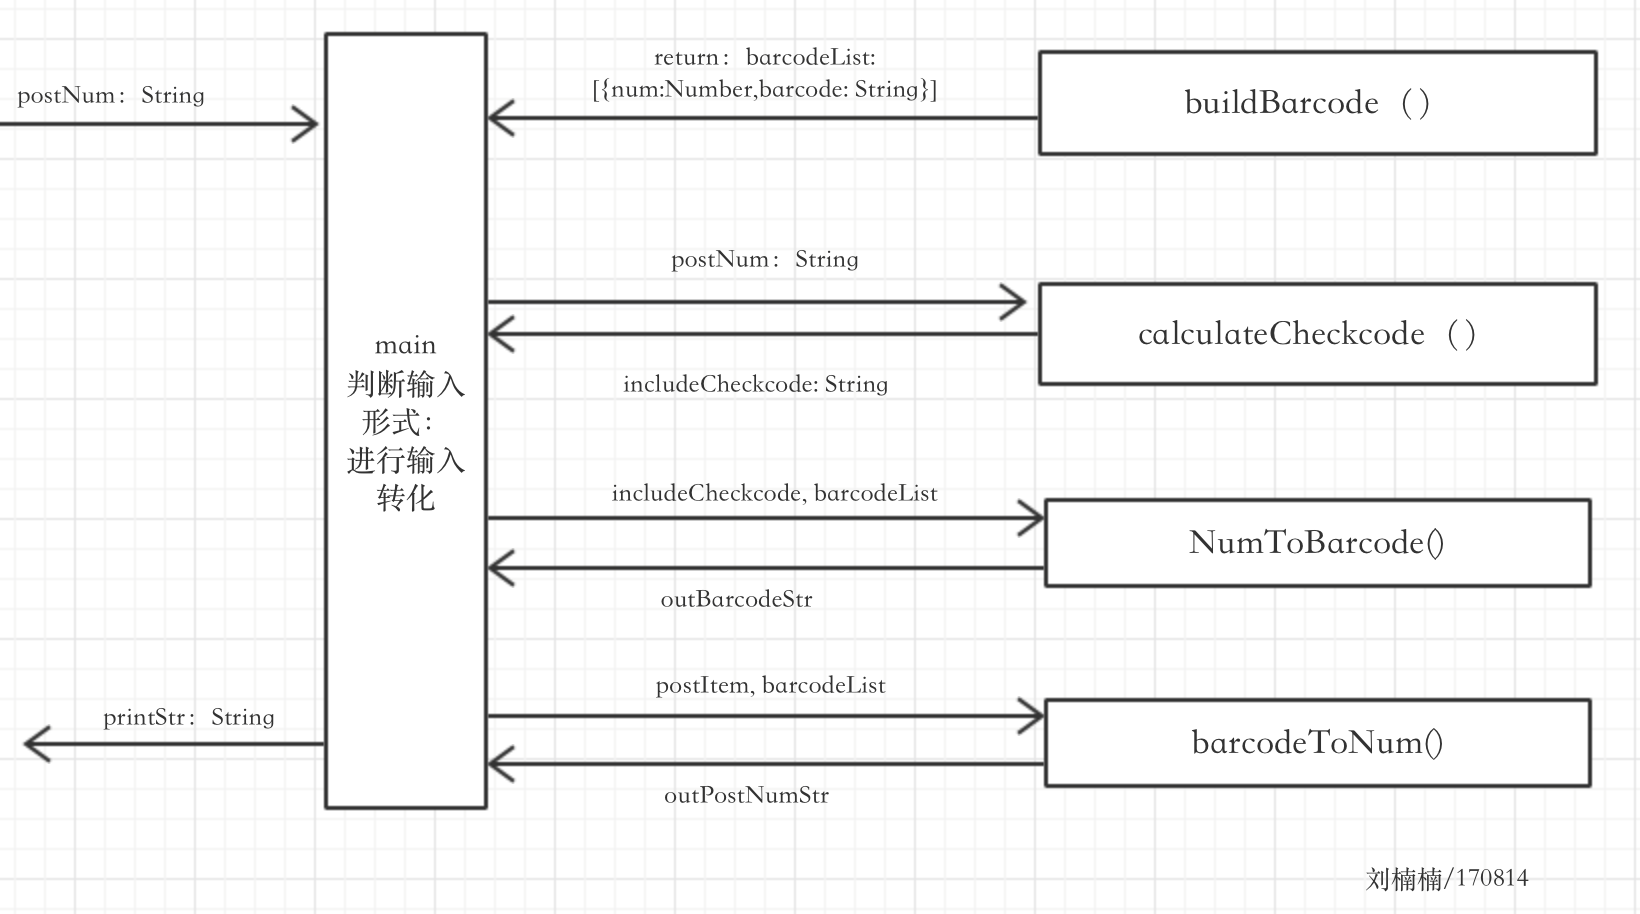 return：barcodeList:
[{num:Number,barcode: String}]
buildBarcode（）
postNum：String
postNum：String
calculateCheckcode（）
includeCheckcode: String
main
判断输入
形式：
进行输入
转化
includeCheckcode, barcodeList
NumToBarcode()
outBarcodeStr
postItem, barcodeList
printStr：String
barcodeToNum()
outPostNumStr
刘楠楠/170814